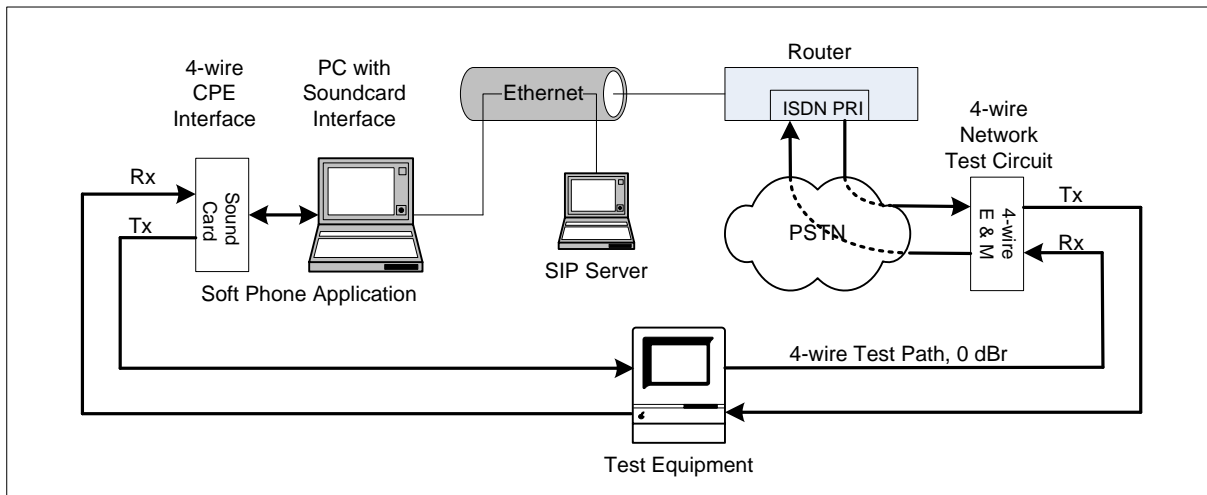 4-wire
CPE
Interface
PC with
Soundcard
Interface
Ethernet
Router
ISDN PRI
4-wire
Network
Test Circuit
Rx
Tx
Sound
Card
Soft Phone Application
SIP Server
PSTN
4-wire
E & M
Tx
Rx
4-wire Test Path, 0 dBr
Test Equipment